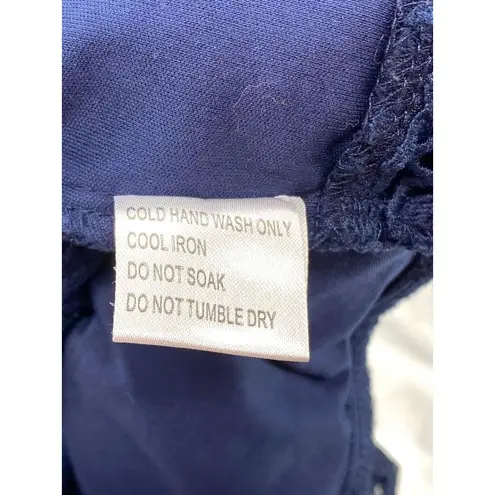 COLD HAND WASH ONLY
COOL IRON
DO NOT SOAK
DO NOT TUMBLE DRY